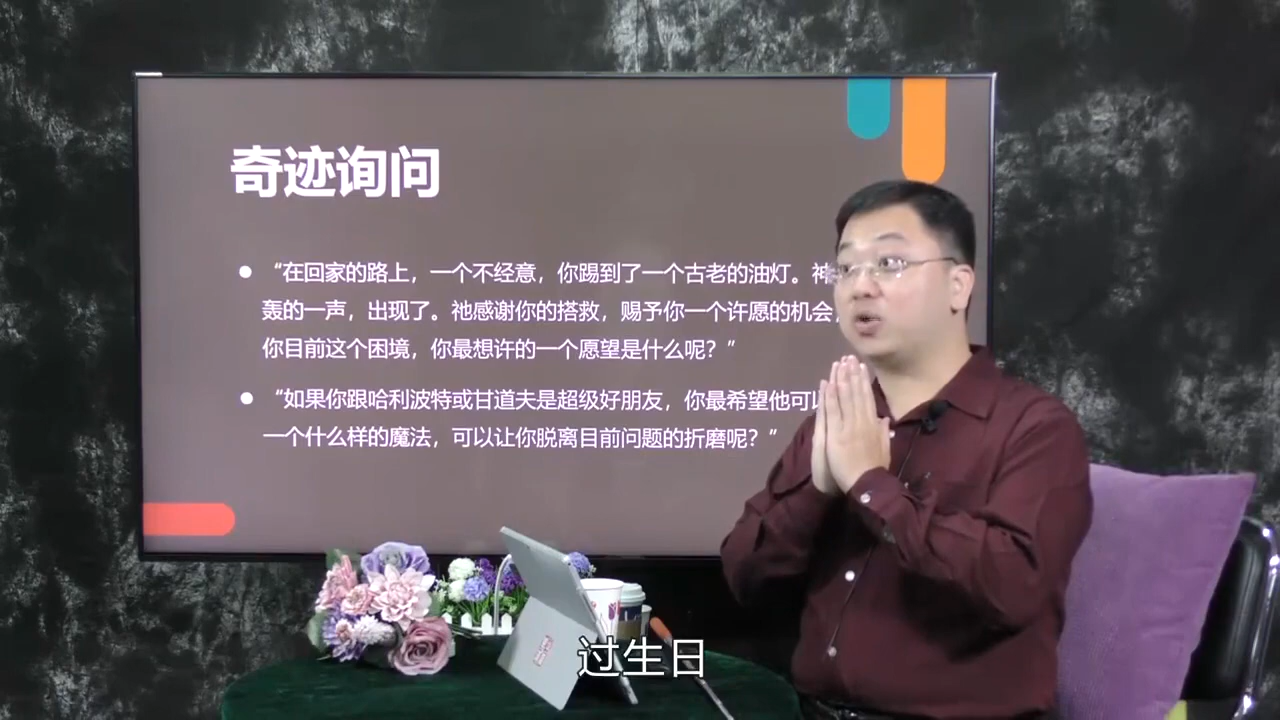 奇迹询问
“在回家的路上，一个不经意，你踢到了一个古老的油灯。神
轰的一声，出现了。祂感谢你的搭救，赐予你一个许愿的机会，
你目前这个困境，你最想许的一个愿望是什么呢？”
“如果你跟哈利波特或甘道夫是超级好朋友，你最希望他可以
一个什么样的魔法，可以让你脱离目前问题的折磨呢？”
过生日